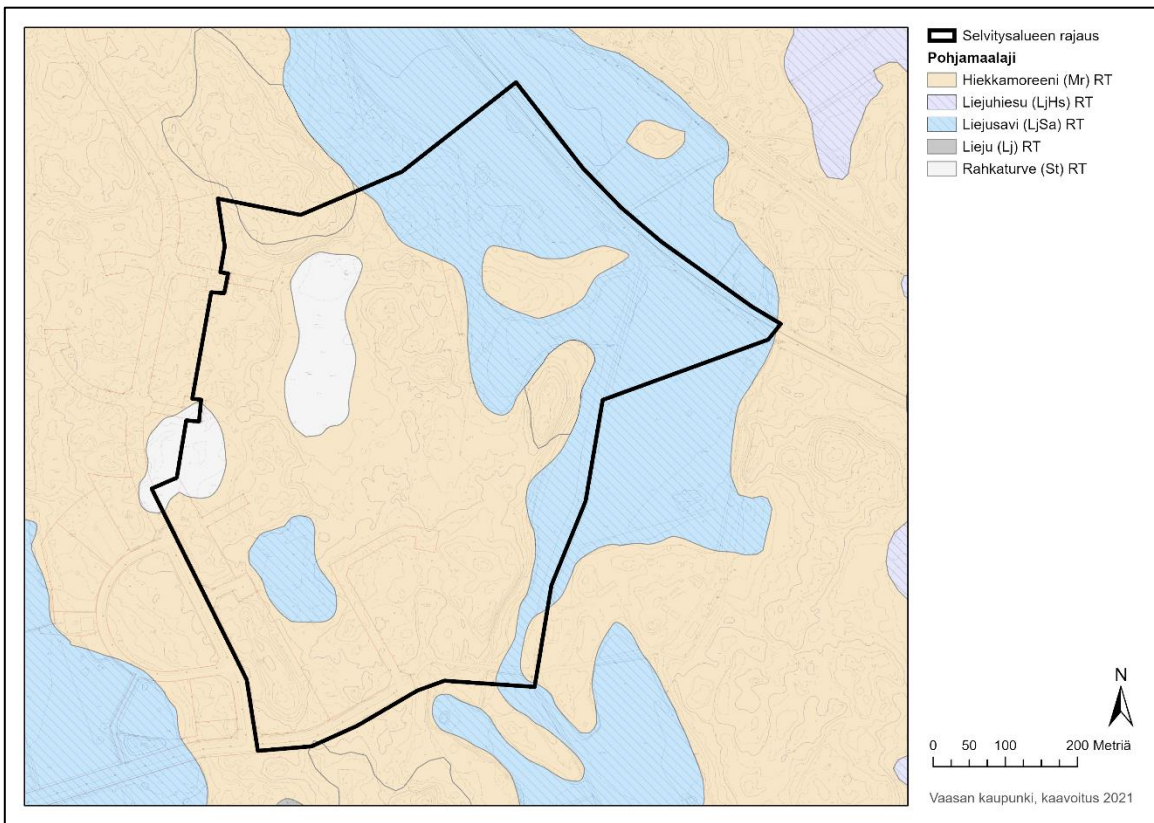 Selvitysalueen rajaus
Pohjamaalaji
Hiekkamoreeni (Mr) RT
Liejuhiesu (LjHs) RT
Liejusavi (LjSa) RT
Lieju (Lj) RT
Rahkaturve (St) RT
N
0 50 100 200 Metriä
Vaasan kaupunki, kaavoitus 2021